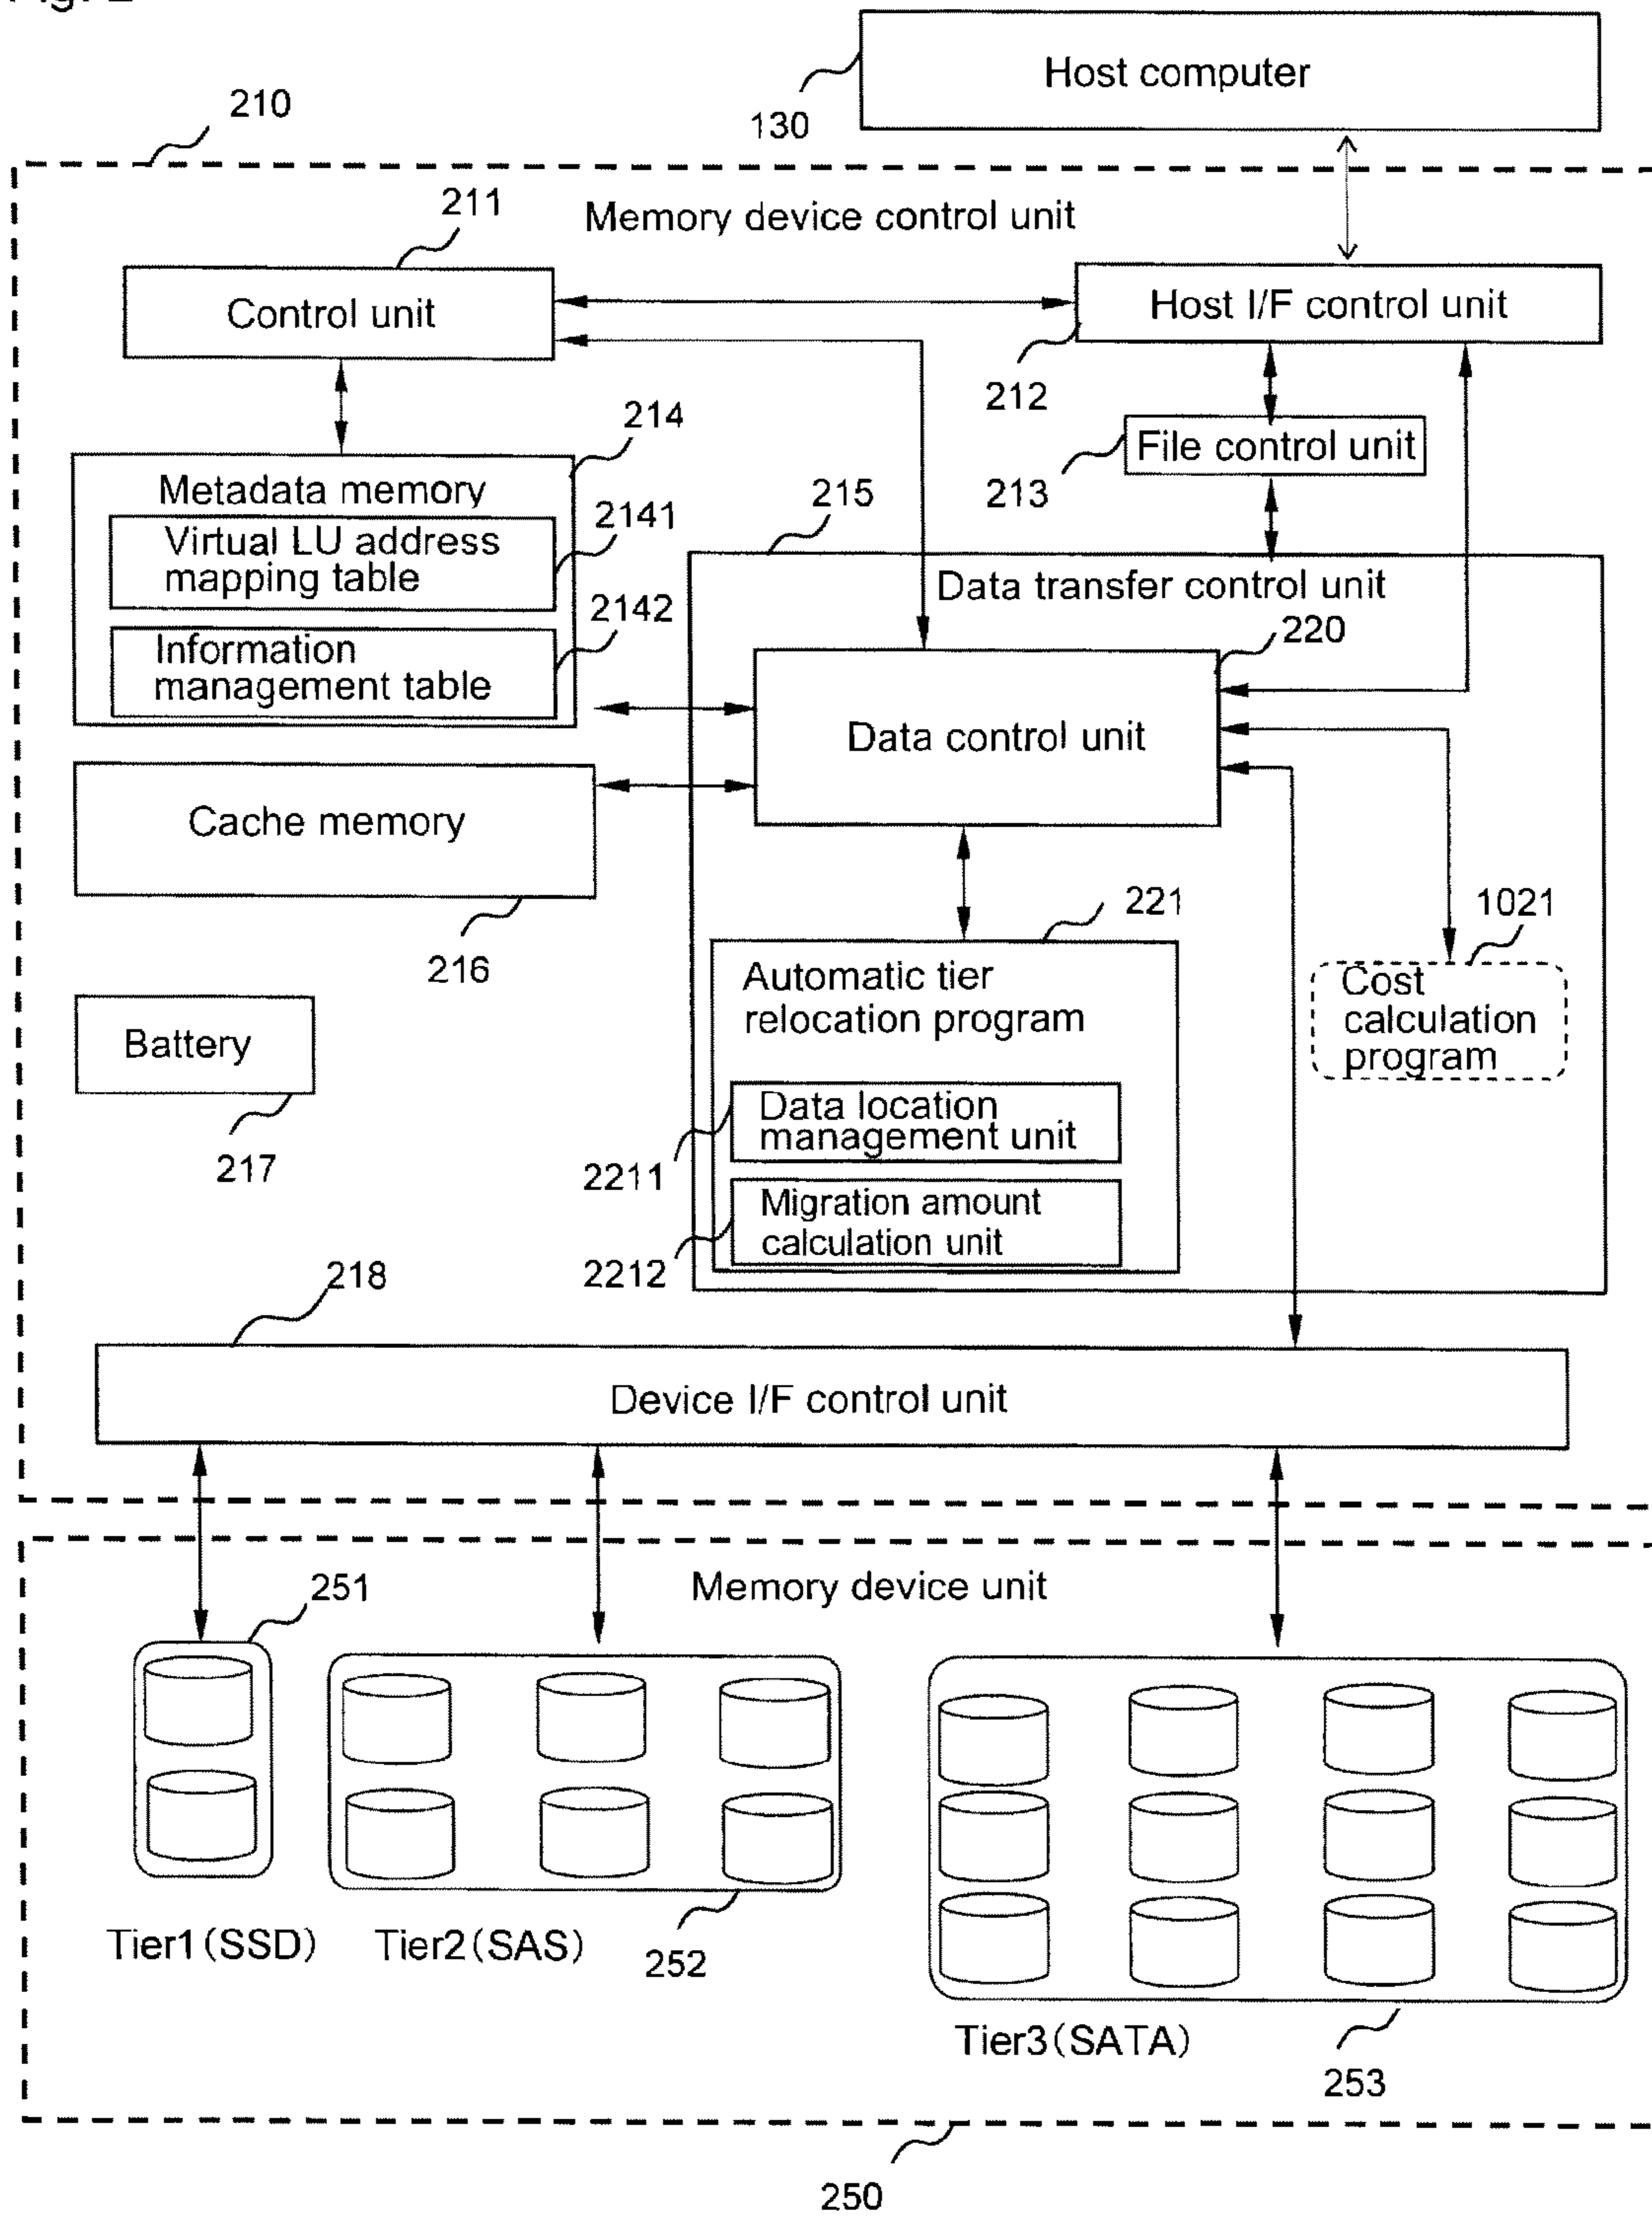 Host computer
130
210
211
Memory device control unit
Control unit
Host I/F control unit
212
214
File control unit
213
215
Metadata memory
2141
Virtual LU address
mapping table
Data transfer control unit
2142
220
Information
management table
Data control unit
Cache memory
216
221
1021
Automatic tier
relocation program
Cost
calculation
program
Battery
217
Data location
management unit
2211
Migration amount
calculation unit
2212
218
Device I/F control unit
251
Memory device unit
Tier1(SSD)
Tier2(SAS)
252
Tier3(SATA)
253
250